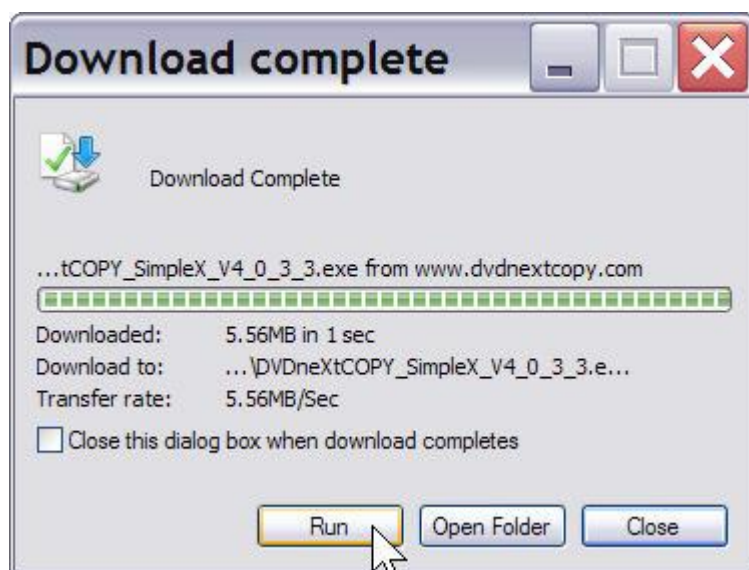 Download complete
Download Complete
...tCOPY_SimpleX_V4_0_3_3.exe from www.dvdnextcopy.com
Downloaded: 5.56MB in 1 sec
Download to: ...\DVDneXtCOPY_SimpleX_V4_0_3_3.e...
Transfer rate: 5.56MB/Sec
Close this dialog box when download completes
Run Open Folder Close